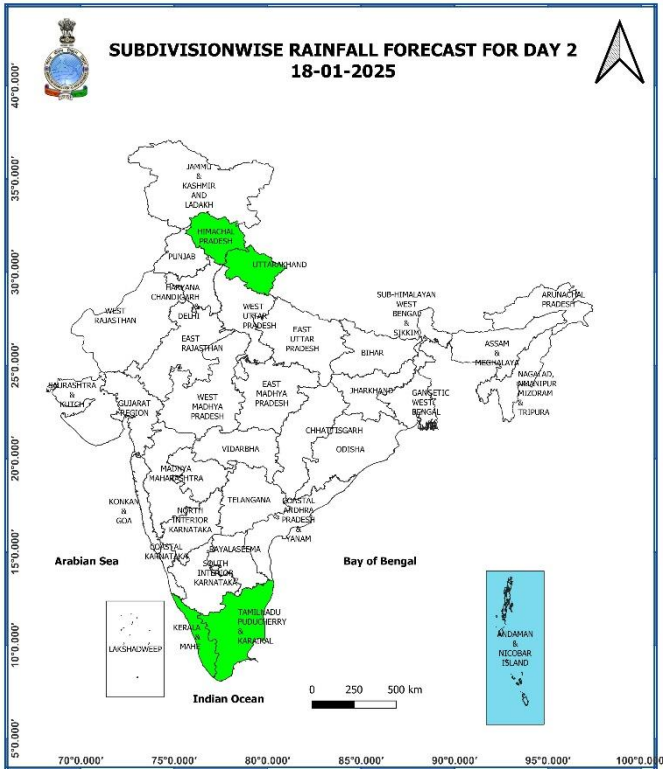 SUBDIVISIONWISE RAINFALL FORECAST FOR DAY 2
18-01-2025
40°0.000'
35°0.000'
30°0.000'
25°0.000'
20°0.000'
15°0.000'
10°0.000'
5°0.000'
JAMMU
&
KASHMIR
AND
LADAKH
HIMACHAL
PRADESH
PUNJAB
UTTARAKHAND
HARYANA
CHANDIGARH
&
DELHI
WEST
RAJASTHAN
WEST
UTTAR
PRADESH
EAST
RAJASTHAN
EAST
UTTAR
PRADESH
SUB-HIMALAYAN
WEST
BENGAL
&
SIKKIM
ARUNACHAL
PRADESH
BIHAR
ASSAM
&
MEGHALAYA
NAGALAD,
MANIPUR
MIZORAM
&
TRIPURA
SAURASHTRA
&
KUTCH
GUJARAT
REGION
WEST
MADHYA
PRADESH
EAST
MADHYA
PRADESH
JHARKHAND
GANGETIC
WEST
BENGAL
CHHATTISGARH
ODISHA
VIDARBHA
MADHYA
MAHARASHTRA
KONKAN
&
GOA
NORTH
INTERIOR
KARNATAKA
TELANGANA
COASTAL
ANDHRA
PRADESH
&
YANAM
COASTAL
KARNATAKA
RAYALASEEMA
SOUTH
INTERIOR
KARNATAKA
Arabian Sea
Bay of Bengal
TAMILNADU
PUDUCHERRY
&
KARAIKAL
KERALA
&
MAHE
LAKSHADWEEP
ANDAMAN
&
NICOBAR
ISLAND
Indian Ocean
0 250 500 km
70°0.000' 75°0.000' 80°0.000' 85°0.000' 90°0.000' 95°0.000' 100°0.0